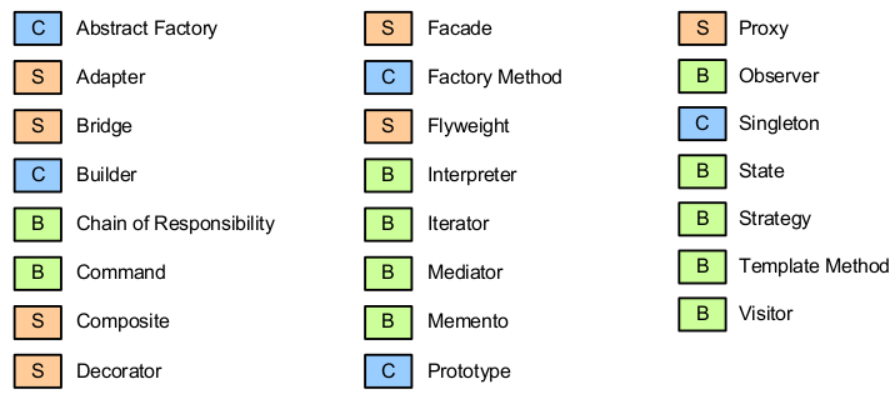 C Abstract Factory
S Adapter
S Bridge
C Builder
B Chain of Responsibility
B Command
S Composite
S Decorator
S Facade
C Factory Method
S Flyweight
B Interpreter
B Iterator
B Mediator
B Memento
C Prototype
S Proxy
B Observer
C Singleton
B State
B Strategy
B Template Method
B Visitor